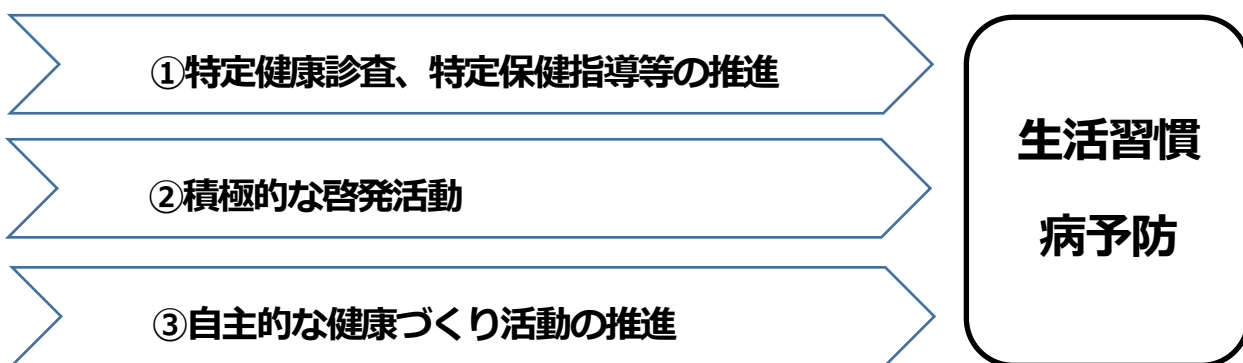 ①特定健康診査、特定保健指導等の推進
②積極的な啓発活動
③自主的な健康づくり活動の推進
生活習慣
病予防